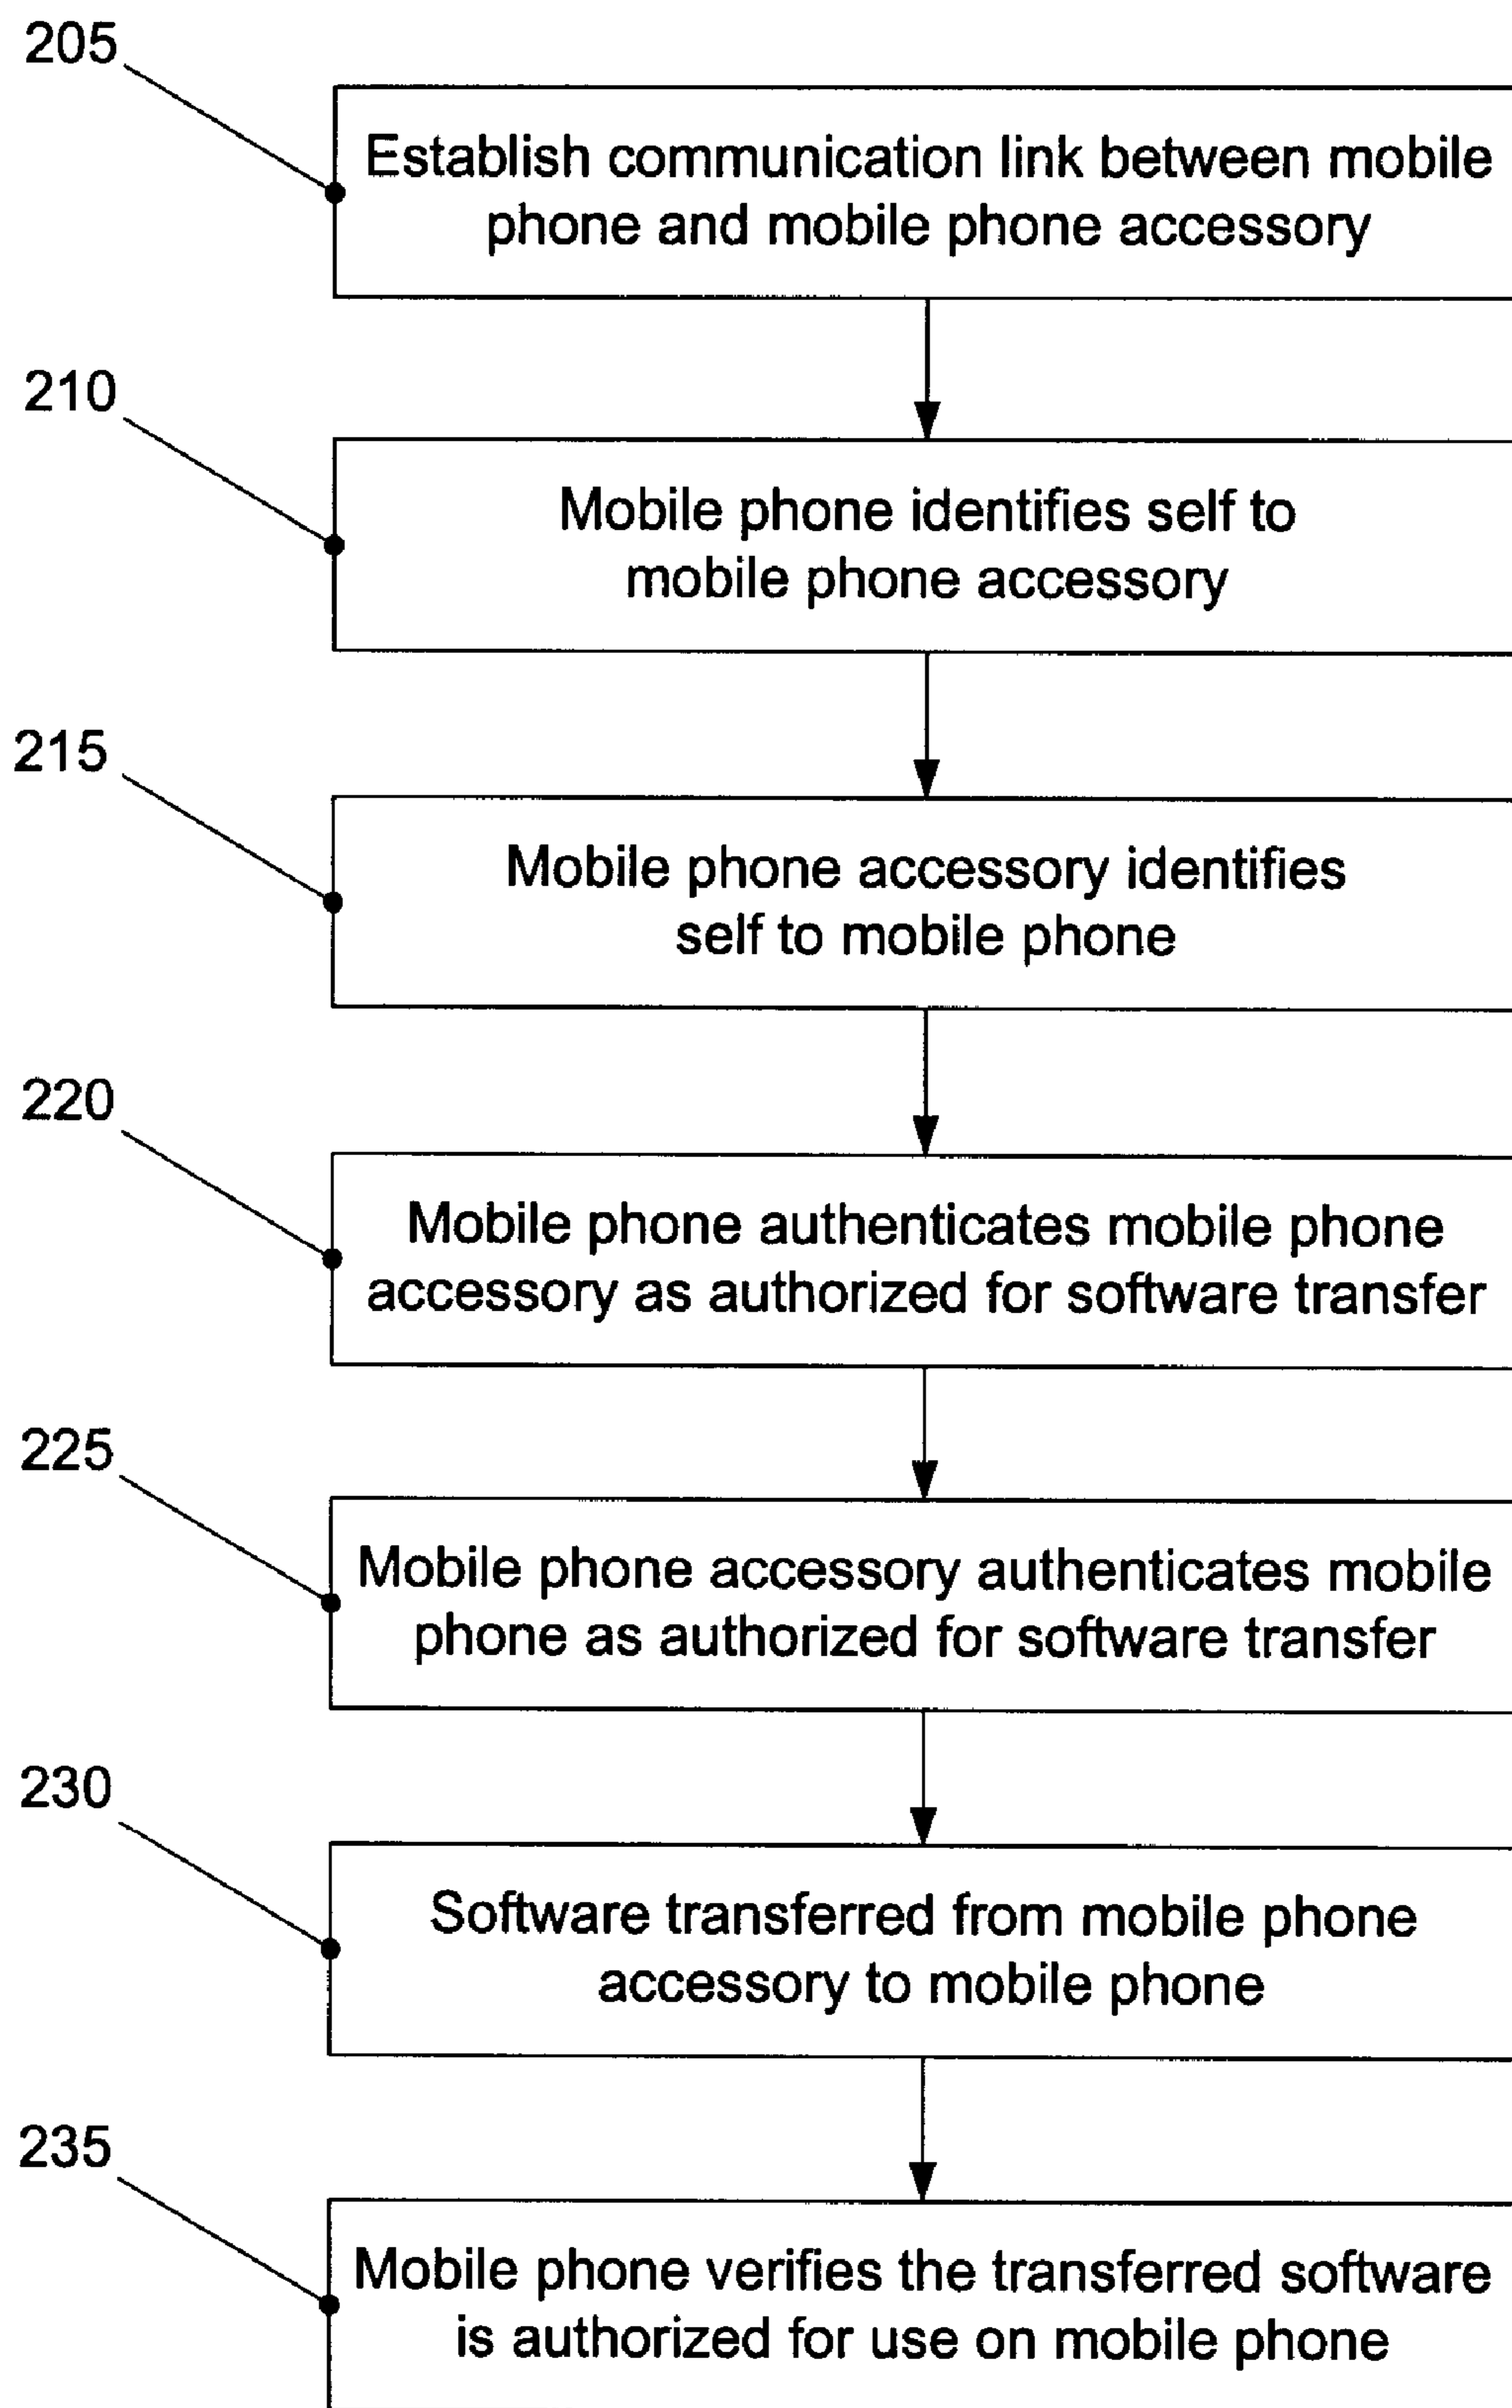 205
Establish communication link between mobile
phone and mobile phone accessory
210
Mobile phone identifies self to
mobile phone accessory
215
Mobile phone accessory identifies
self to mobile phone
220
Mobile phone authenticates mobile phone
accessory as authorized for software transfer
225
Mobile phone accessory authenticates mobile
phone as authorized for software transfer
230
Software transferred from mobile phone
accessory to mobile phone
235
Mobile phone verifies the transferred software
is authorized for use on mobile phone